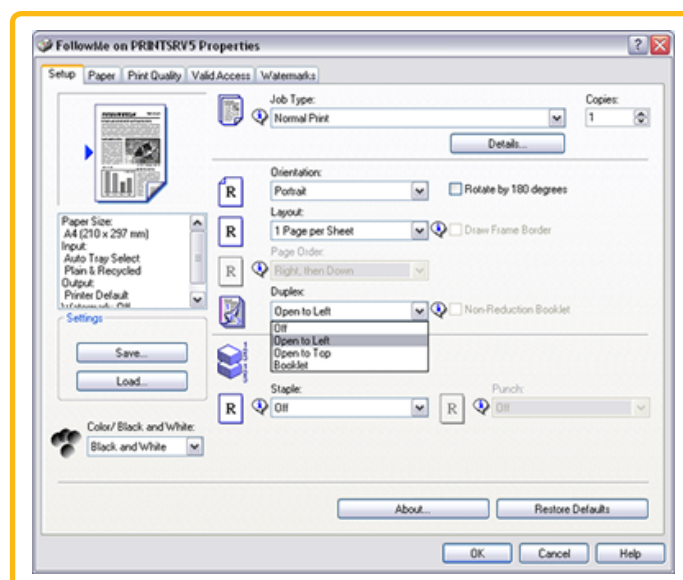 FollowMe on PRINTSRV5 Properties
Setup Paper Print Quality Valid Access Watermarks
Job Type:
Normal Print
Copies:
1
Details...
Orientation:
Portrait
Rotate by 180 degrees
Layout:
1 Page per Sheet
Draw Frame Border
Page Order:
Right, then Down
Duplex:
Open to Left
Non-Reduction Booklet
Off
Open to Left
Open to Top
Booklet
Staple:
Off
Punch:
Off
R
R
R
R
R
Paper Size:
A4 (210 x 297 mm)
Input:
Auto Tray Select
Plain & Recycled
Output:
Printer Default
Watermark: Off
Settings
Save...
Load...
Color/ Black and White:
Black and White
About...
Restore Defaults
OK
Cancel
Help